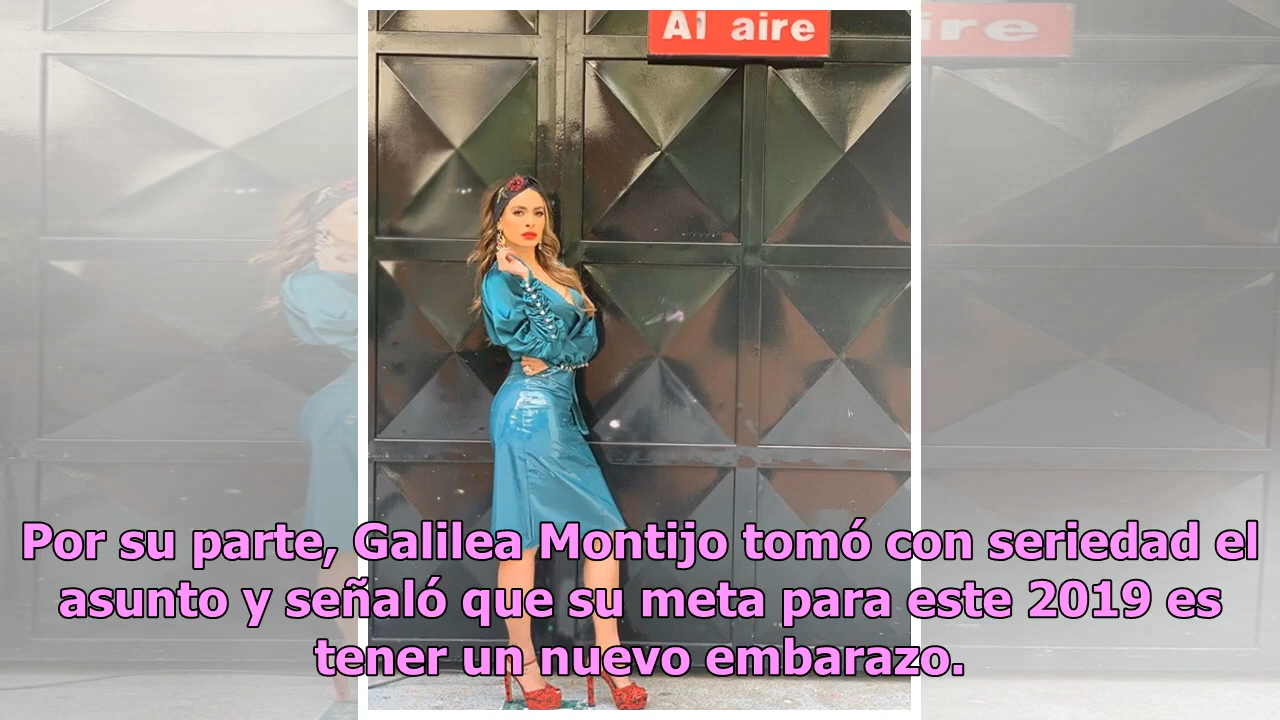 Al aire
ire
Por su parte, Galilea Montijo tomó con seriedad el
asunto y señaló que su meta para este 2019 es
tener un nuevo embarazo.